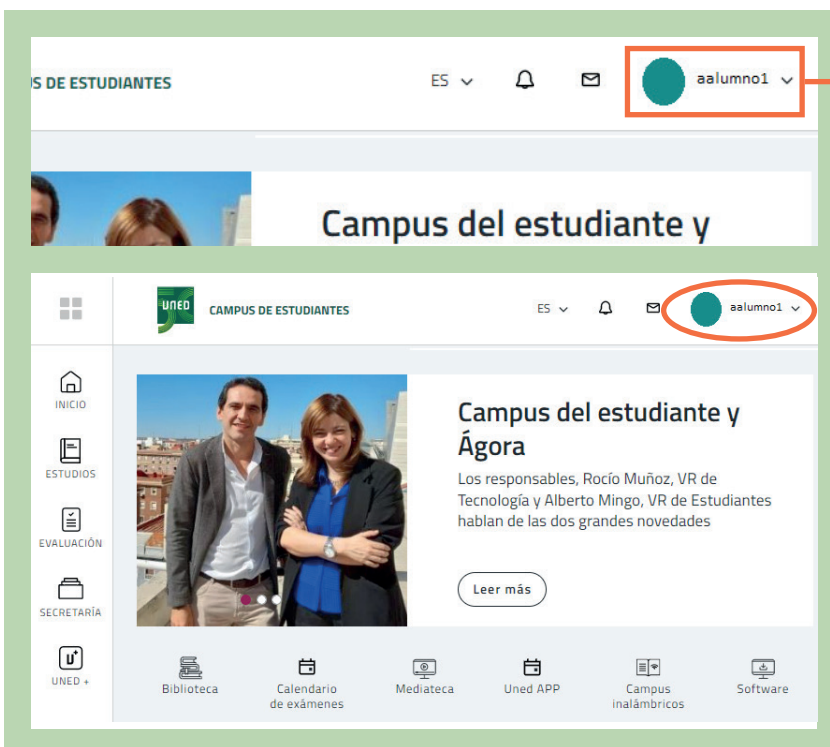 S DE ESTUDIANTES
ES
aalumno1
Campus del estudiante y
UNED
CAMPUS DE ESTUDIANTES
ES
aalumno1
INICIO
ESTUDIOS
EVALUACIÓN
SECRETARÍA
U+
UNED +
Campus del estudiante y
Ágora
Los responsables, Rocío Muñoz, VR de
Tecnología y Alberto Mingo, VR de Estudiantes
hablan de las dos grandes novedades
Leer más
Biblioteca
Calendario
de exámenes
Mediateca
Uned APP
Campus
inalámbricos
Software